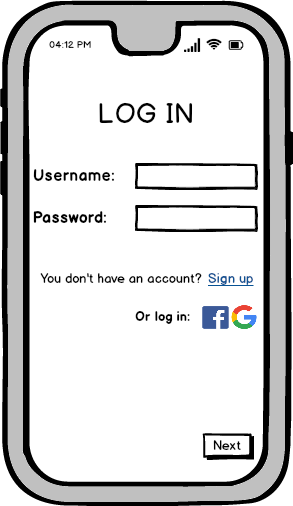 04:12 PM
LOG IN
Username:
Password:
You don't have an account? Sign up
Or log in:
Next